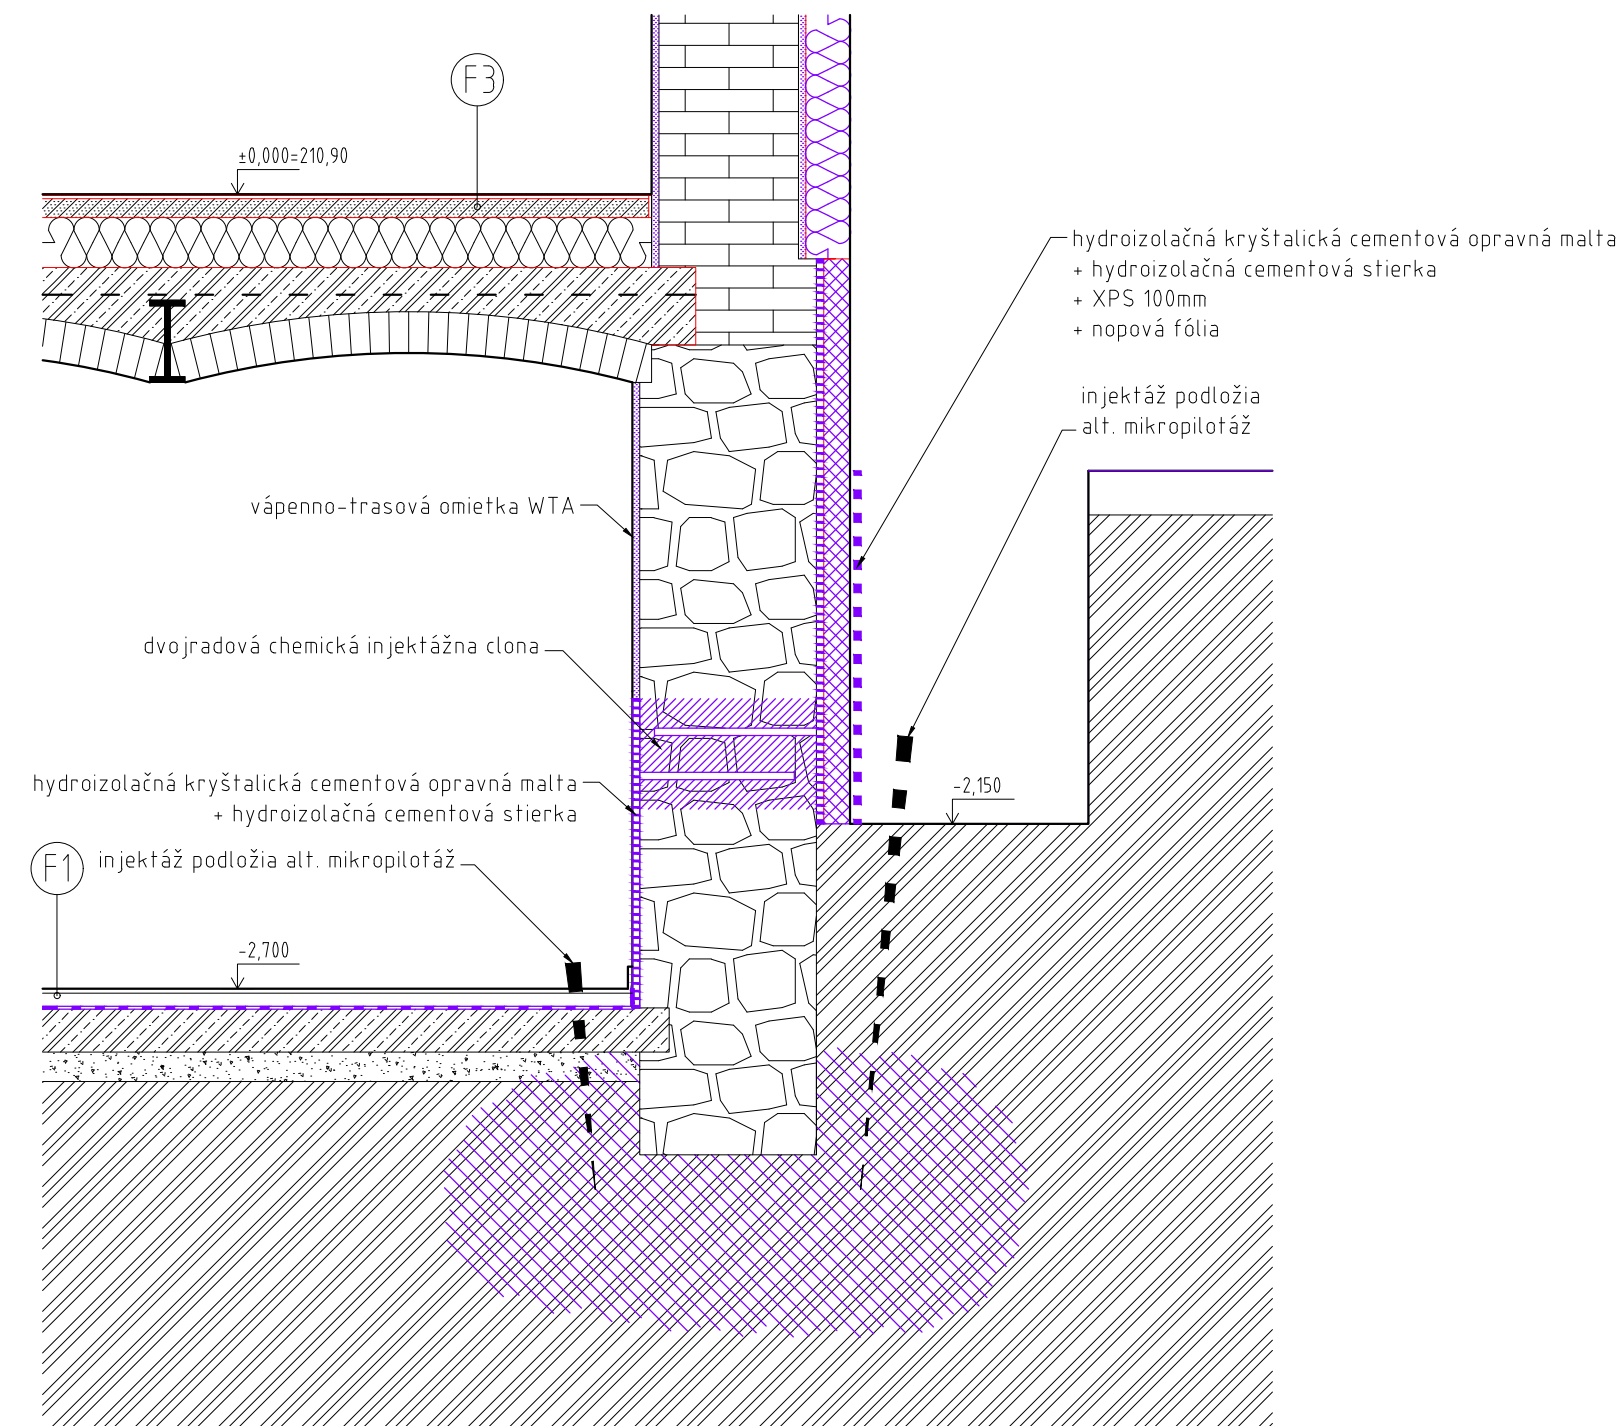 F3
±0,000=210,90
hydroizolačná kryštalická cementová opravná malta
+ hydroizolačná cementová stierka
+ XPS 100mm
+ nopová fólia
injektáž podložia
alt. mikropilotáž
vápenno-trasová omietka WTA
dvojradová chemická injektážna clona
hydroizolačná kryštalická cementová opravná malta
+ hydroizolačná cementová stierka
-2,150
F1
injektáž podložia alt. mikropilotáž
-2,700